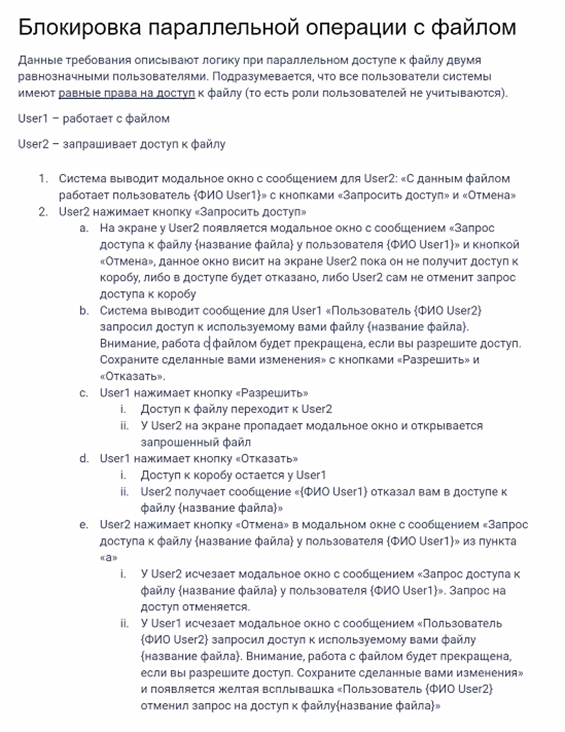 Блокировка параллельной операции с файлом
Данные требования описывают логику при параллельном доступе к файлу двумя
равнозначными пользователями. Подразумевается, что все пользователи системы
имеют равные права на доступ к файлу (то есть роли пользователей не учитываются).
User1 – работает с файлом
User2 – запрашивает доступ к файлу
1. Система выводит модальное окно с сообщением для User2: «С данным файлом
работает пользователь {ФИО User1}» с кнопками «Запросить доступ» и «Отмена»
2. User2 нажимает кнопку «Запросить доступ»
a. На экране у User2 появляется модальное окно с сообщением «Запрос
доступа к файлу {название файла} у пользователя {ФИО User1}» и кнопкой
«Отмена», данное окно висит на экране User2 пока он не получит доступ к
коробу, либо в доступе будет отказано, либо User2 сам не отменит запрос
доступа к коробу
b. Система выводит сообщение для User1 «Пользователь {ФИО User2}
запросил доступ к используемому вами файлу {название файла}.
Внимание, работа с файлом будет прекращена, если вы разрешите доступ.
Сохраните сделанные вами изменения» с кнопками «Разрешить» и
«Отказать».
c. User1 нажимает кнопку «Разрешить»
i. Доступ к файлу переходит к User2
ii. У User2 на экране пропадает модальное окно и открывается
запрошенный файл
d. User1 нажимает кнопку «Отказать»
i. Доступ к коробу остается у User1
ii. User2 получает сообщение «{ФИО User1} отказал вам в доступе к
файлу {название файла}»
e. User2 нажимает кнопку «Отмена» в модальном окне с сообщением «Запрос
доступа к файлу {название файла} у пользователя {ФИО User1}» из пункта
«a»
i. У User2 исчезает модальное окно с сообщением «Запрос доступа к
файлу {название файла} у пользователя {ФИО User1}». Запрос на
доступ отменяется.
ii. У User1 исчезает модальное окно с сообщением «Пользователь
{ФИО User2} запросил доступ к используемому вами файлу
{название файла}. Внимание, работа с файлом будет прекращена,
если вы разрешите доступ. Сохраните сделанные вами изменения»
и появляется желтая всплывашка «Пользователь {ФИО User2}
отменил запрос на доступ к файлу{название файла}»